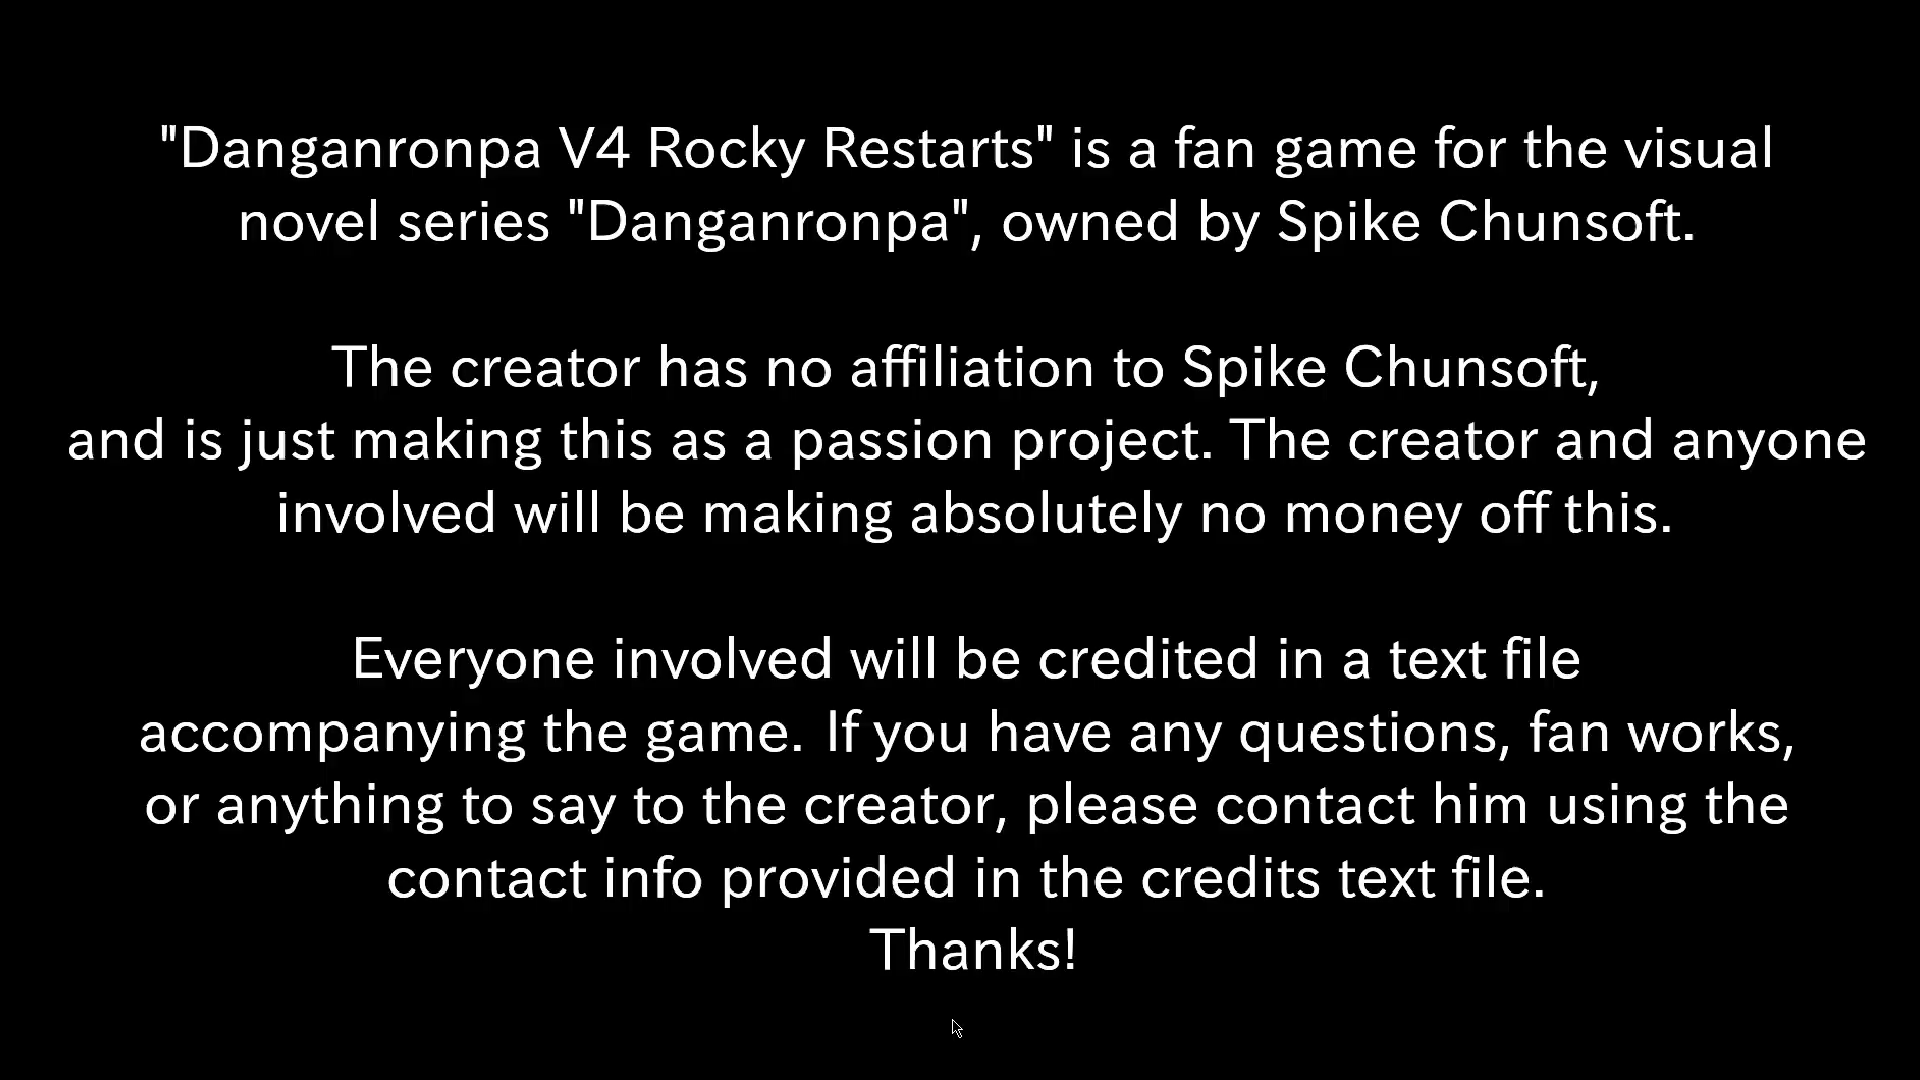 "Danganronpa V4 Rocky Restarts" is a fan game for the visual
novel series "Danganronpa", owned by Spike Chunsoft.
The creator has no affiliation to Spike Chunsoft,
and is just making this as a passion project. The creator and anyone
involved will be making absolutely no money off this.
Everyone involved will be credited in a text file
accompanying the game. If you have any questions, fan works,
or anything to say to the creator, please contact him using the
contact info provided in the credits text file.
Thanks!